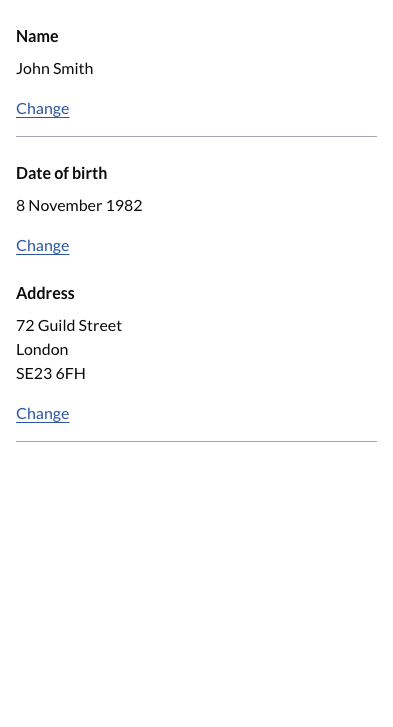 Name
John Smith
Change
Date of birth
8 November 1982
Change
Address
72 Guild Street
London
SE23 6FH
Change